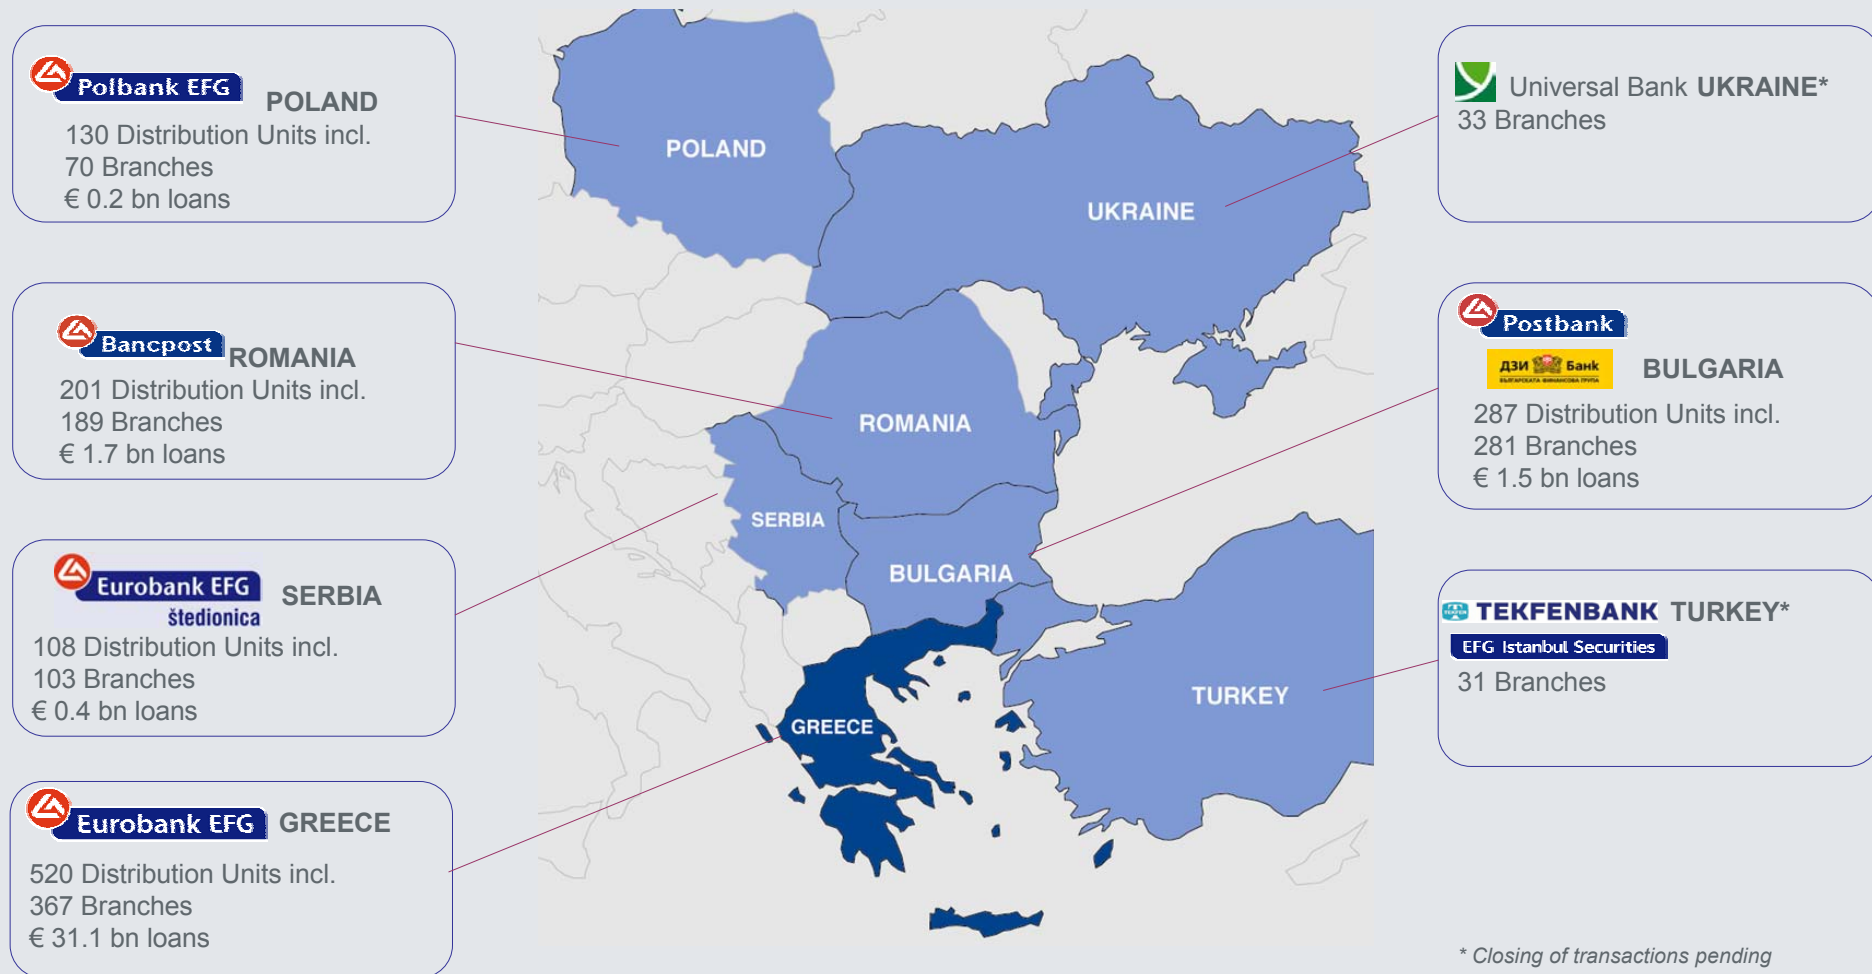 Polbank EFG POLAND
130 Distribution Units incl.
70 Branches
€ 0.2 bn loans
Bancpost ROMANIA
201 Distribution Units incl.
189 Branches
€ 1.7 bn loans
Eurobank EFG SERBIA
štedionica
108 Distribution Units incl.
103 Branches
€ 0.4 bn loans
Eurobank EFG GREECE
520 Distribution Units incl.
367 Branches
€ 31.1 bn loans
POLAND
UKRAINE
ROMANIA
SERBIA
BULGARIA
TURKEY
GREECE
Universal Bank UKRAINE*
33 Branches
Postbank
ДЗИ Банк BULGARIA
БЪЛГАРСКАТА ФИНАНСОВА ГРУПА
287 Distribution Units incl.
281 Branches
€ 1.5 bn loans
TEKFEN TEKFENBANK TURKEY*
EFG Istanbul Securities
31 Branches
* Closing of transactions pending